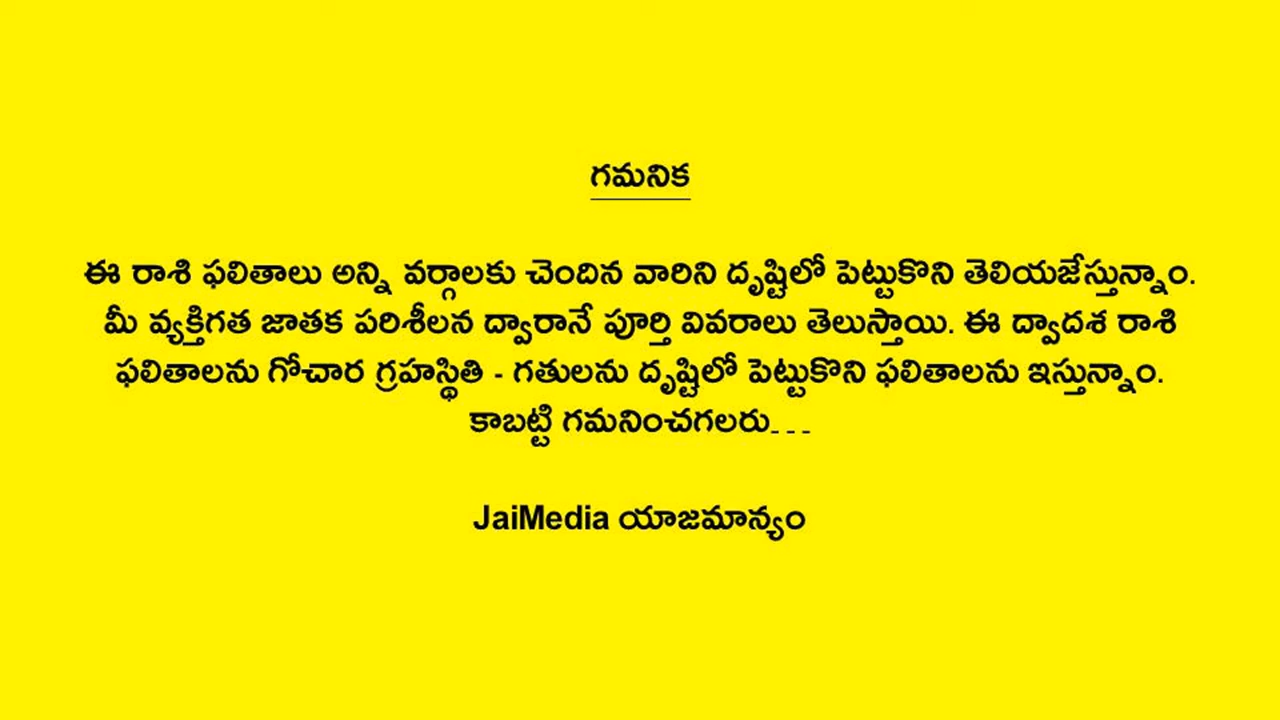 గమనిక
ఈ రాశి ఫలితాలు అన్ని వర్గాలకు చెందిన వారిని దృష్టిలో పెట్టుకొని తెలియజేస్తున్నాం.
మీ వ్యక్తిగత జాతక పరిశీలన ద్వారానే పూర్తి వివరాలు తెలుస్తాయి. ఈ ద్వాదశ రాశి
ఫలితాలను గోచార గ్రహస్థితి - గతులను దృష్టిలో పెట్టుకొని ఫలితాలను ఇస్తున్నాం.
కాబట్టి గమనించగలరు...
JaiMedia యాజమాన్యం